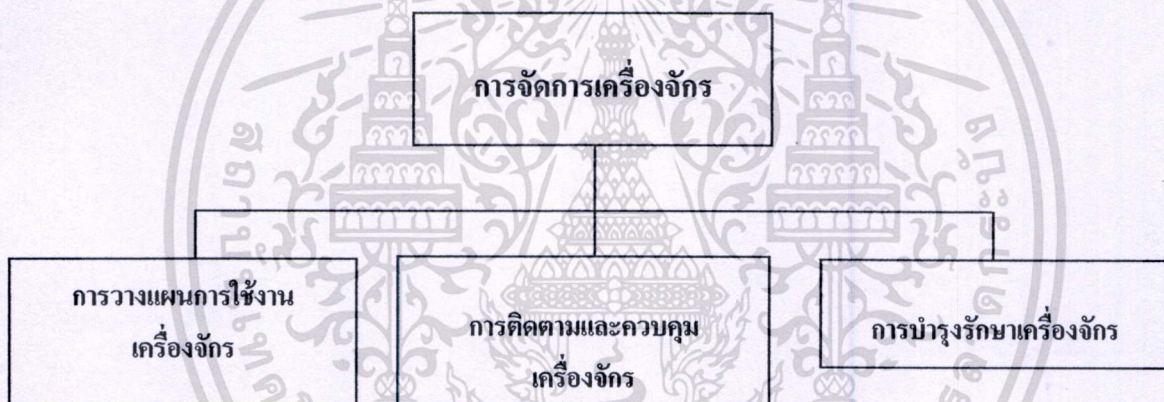 การจัดการเครื่องจักร
การวางแผนการใช้งาน
เครื่องจักร
การติดตามและควบคุม
เครื่องจักร
การบำรุงรักษาเครื่องจักร